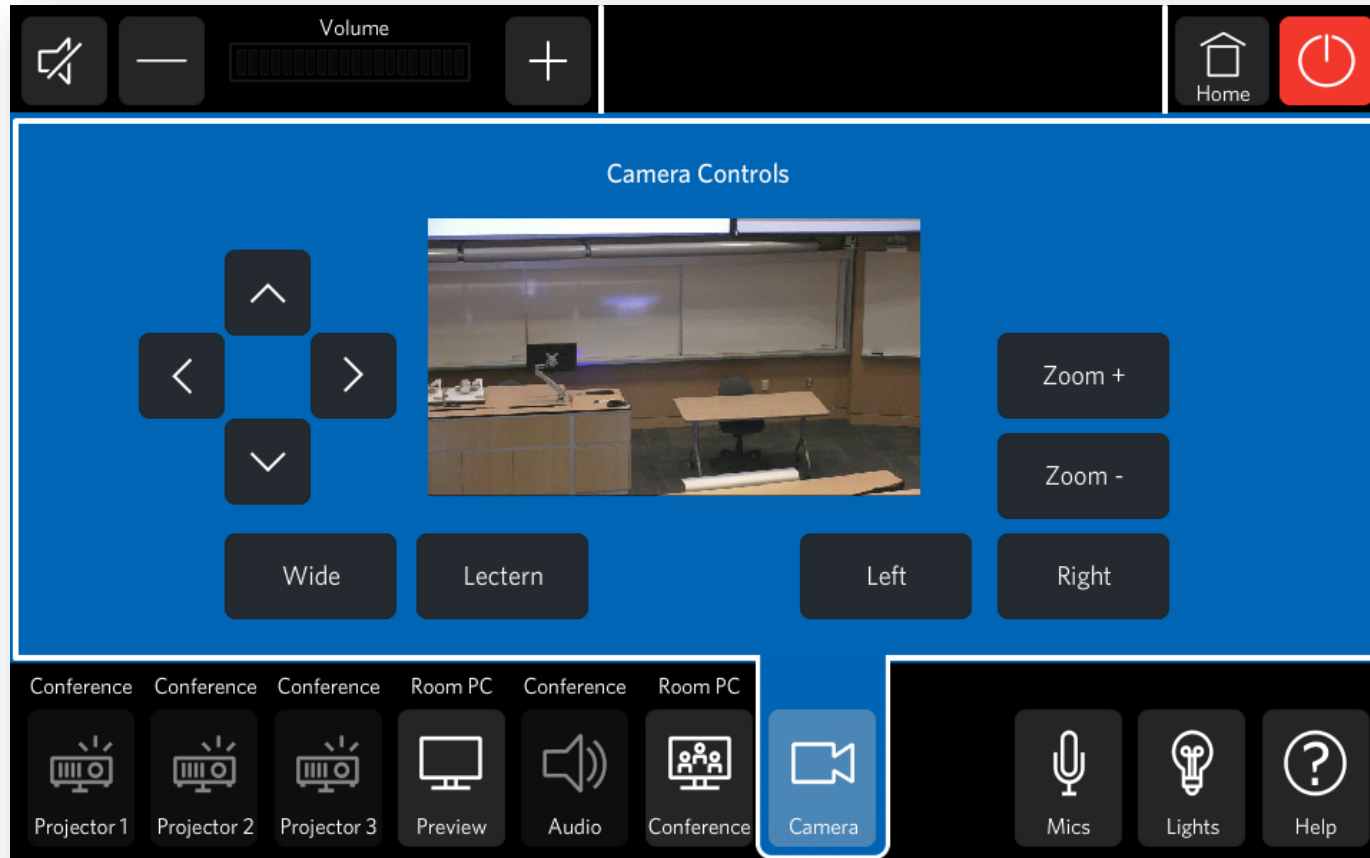 Volume
Home
Camera Controls
Zoom +
Zoom -
Wide
Lectern
Left
Right
Conference
Conference
Conference
Room PC
Conference
Room PC
Projector 1
Projector 2
Projector 3
Preview
Audio
Conference
Camera
Mics
Lights
Help